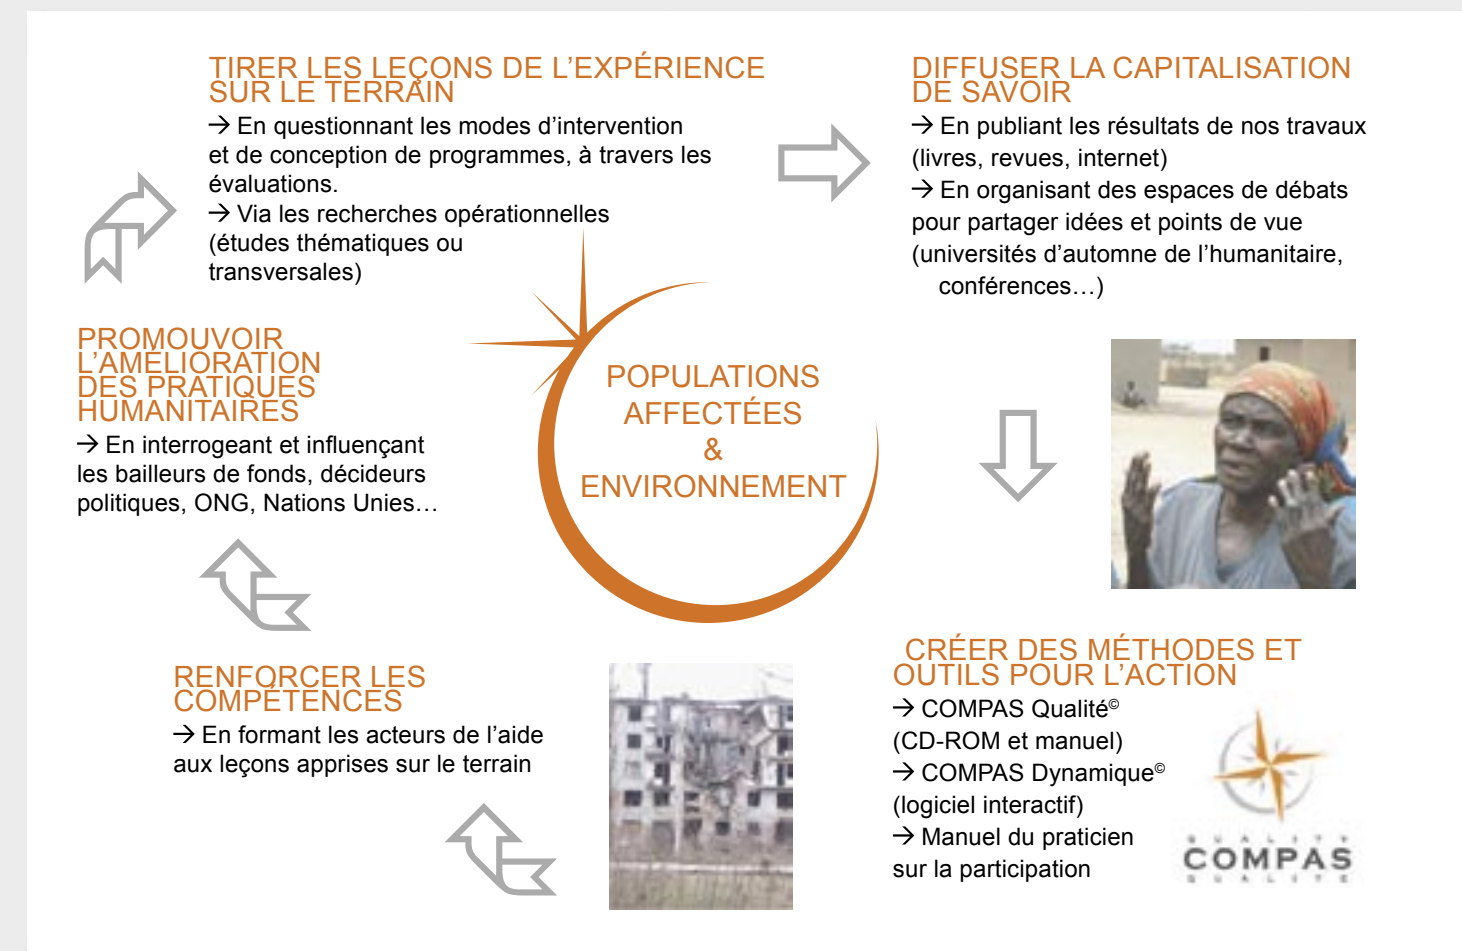 TIRER LES LEÇONS DE L’EXPÉRIENCE
SUR LE TERRAIN
→ En questionnant les modes d’intervention
et de conception de programmes, à travers les
évaluations.
→ Via les recherches opérationnelles
(études thématiques ou
transversales)
DIFFUSER LA CAPITALISATION
DE SAVOIR
→ En publiant les résultats de nos travaux
(livres, revues, internet)
→ En organisant des espaces de débats
pour partager idées et points de vue
(universités d’automne de l’humanitaire,
conférences…)
PROMOUVOIR
L’AMÉLIORATION
DES PRATIQUES
HUMANITAIRES
→ En interrogeant et influençant
les bailleurs de fonds, décideurs
politiques, ONG, Nations Unies…
POPULATIONS
AFFECTÉES
&
ENVIRONNEMENT
RENFORCER LES
COMPÉTENCES
→ En formant les acteurs de l’aide
aux leçons apprises sur le terrain
CRÉER DES MÉTHODES ET
OUTILS POUR L’ACTION
→ COMPAS Qualité©
(CD-ROM et manuel)
→ COMPAS Dynamique©
(logiciel interactif)
→ Manuel du praticien
sur la participation
QUALITY
COMPAS
QUALITÉ